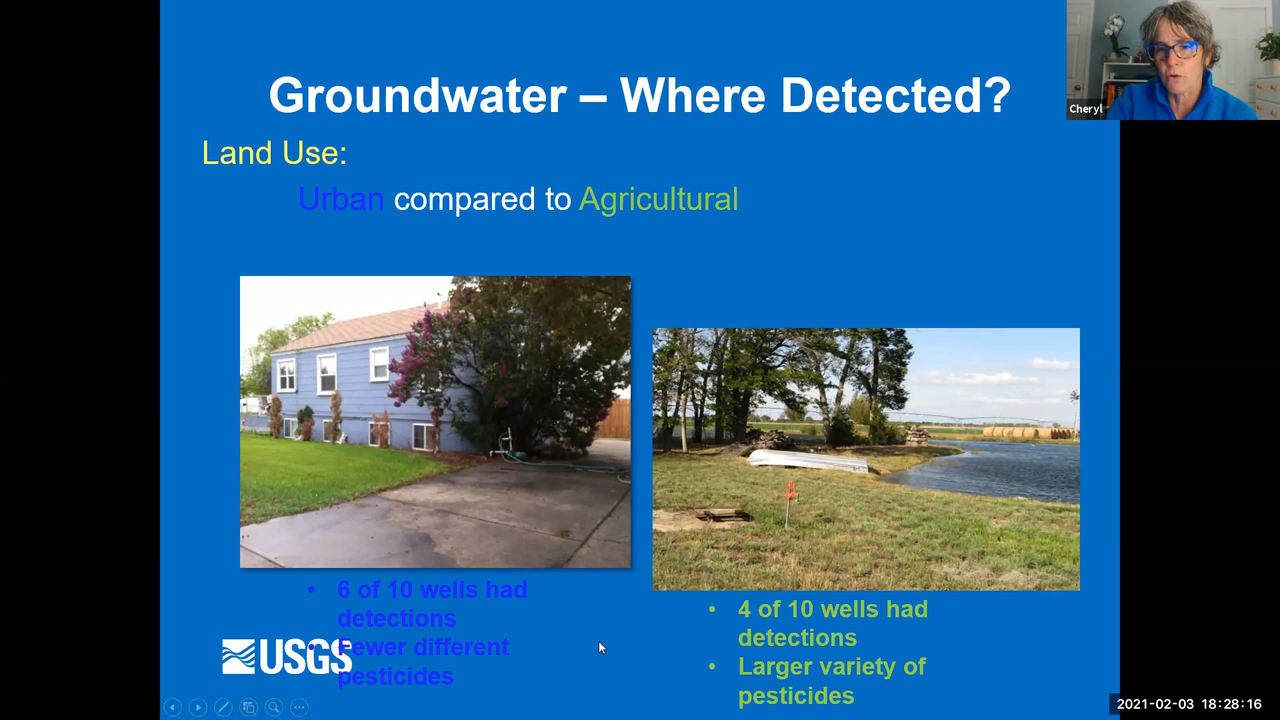 Groundwater – Where Detected?
Cheryl
Land Use:
Urban compared to Agricultural
• 6 of 10 wells had
detections
• Fewer different
pesticides
• 4 of 10 wells had
detections
• Larger variety of
pesticides
USGS
2021-02-03 18:28:16